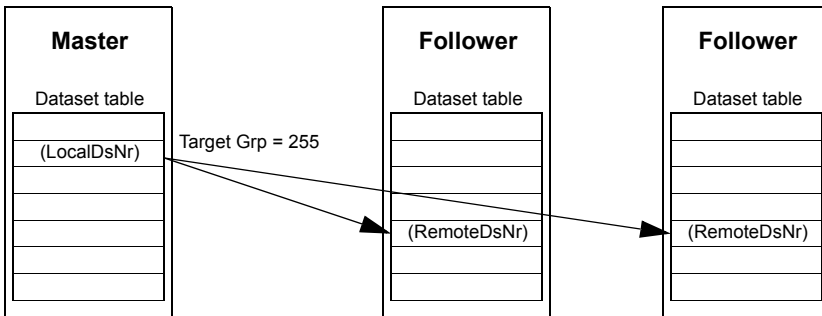 Master
Follower
Follower
Dataset table
Dataset table
Dataset table
(LocalDsNr)
Target Grp = 255
(RemoteDsNr)
(RemoteDsNr)